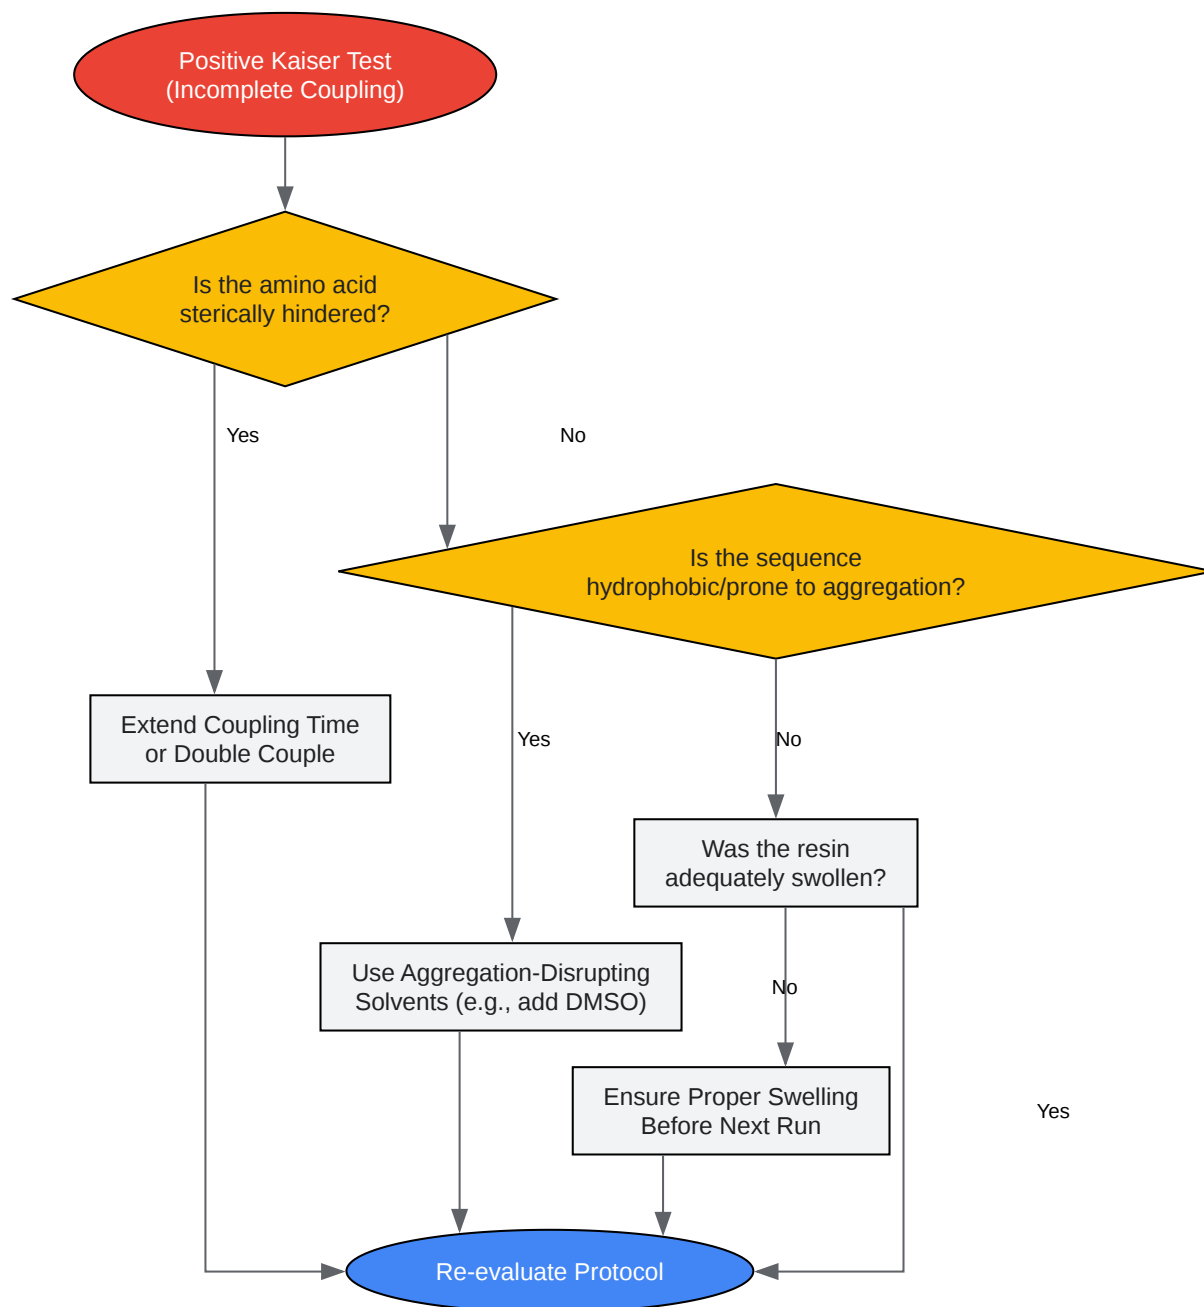 Positive Kaiser Test
(Incomplete Coupling)
Is the amino acid
sterically hindered?
Yes
No
Is the sequence
hydrophobic/prone to aggregation?
Extend Coupling Time
or Double Couple
Yes
No
Was the resin
adequately swollen?
Use Aggregation-Disrupting
Solvents (e.g., add DMSO)
No
Ensure Proper Swelling
Before Next Run
Yes
Re-evaluate Protocol